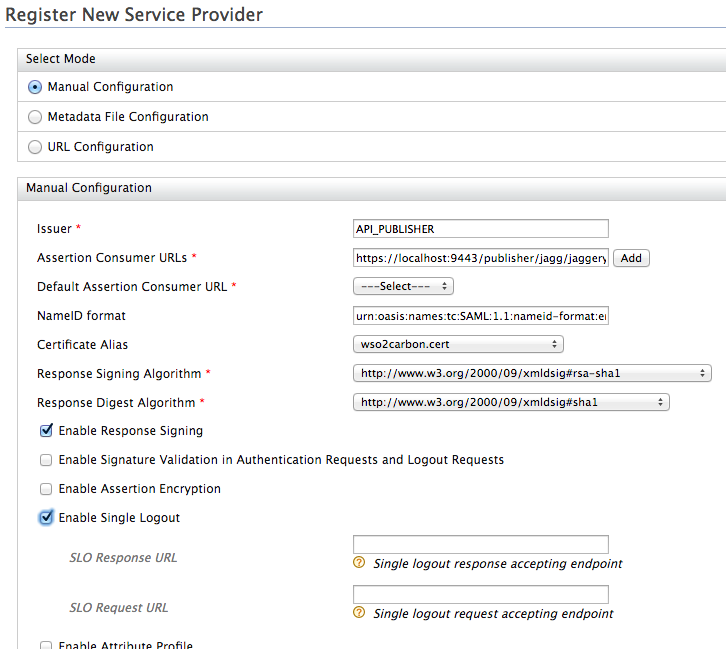 Register New Service Provider
Select Mode
Manual Configuration
Metadata File Configuration
URL Configuration
Manual Configuration
Issuer *
API_PUBLISHER
Assertion Consumer URLs *
https://localhost:9443/publisher/jagg/jaggery
Add
Default Assertion Consumer URL *
---Select---
NameID format
urn:oasis:names:tc:SAML:1.1:nameid-format:e
Certificate Alias
wso2carbon.cert
Response Signing Algorithm *
http://www.w3.org/2000/09/xmldsig#rsa-sha1
Response Digest Algorithm *
http://www.w3.org/2000/09/xmldsig#sha1
Enable Response Signing
Enable Signature Validation in Authentication Requests and Logout Requests
Enable Assertion Encryption
Enable Single Logout
SLO Response URL
? Single logout response accepting endpoint
SLO Request URL
? Single logout request accepting endpoint
Enable Attribute Profile